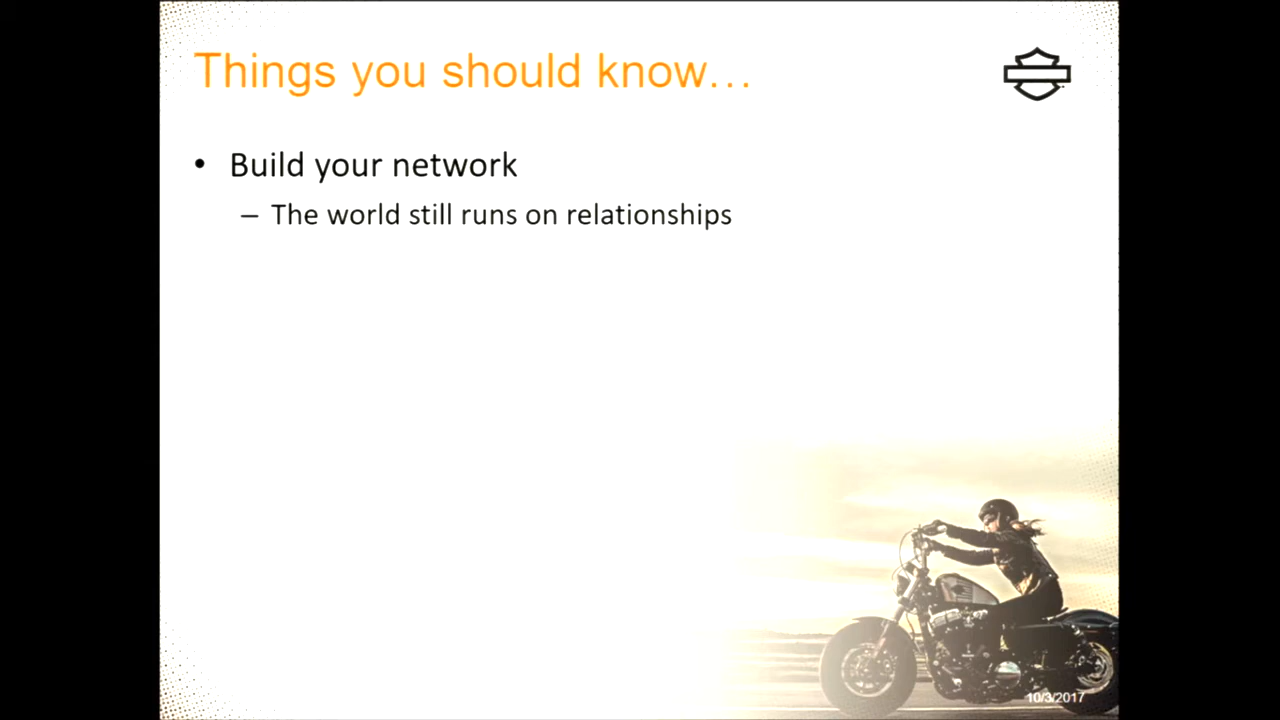 Things you should know…
• Build your network
– The world still runs on relationships
10/3/2017